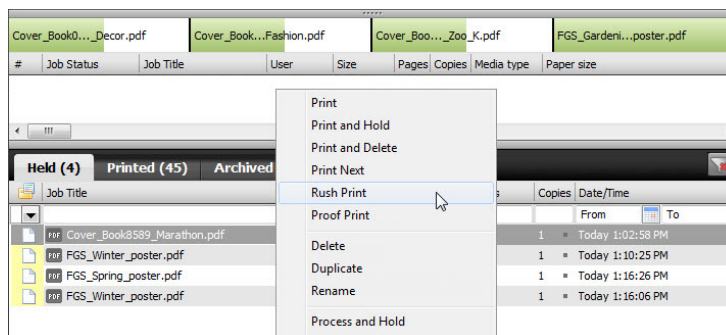 Cover_Book0..._Decor.pdf Cover_Book...Fashion.pdf Cover_Boo..._Zoo_K.pdf FGS_Gardeni...poster.pdf
# Job Status Job Title User Size Pages Copies Media type Paper size
Print
Print and Hold
Print and Delete
Held (4) Printed (45) Archived Print Next
Job Title Rush Print Copies Date/Time
Proof Print From To
PDF Cover_Book8589_Marathon.pdf 1 Today 1:02:58 PM
Delete
PDF FGS_Winter_poster.pdf 1 Today 1:10:25 PM
Duplicate
PDF FGS_Spring_poster.pdf 1 Today 1:16:26 PM
Rename
PDF FGS_Winter_poster.pdf 1 Today 1:16:06 PM
Process and Hold